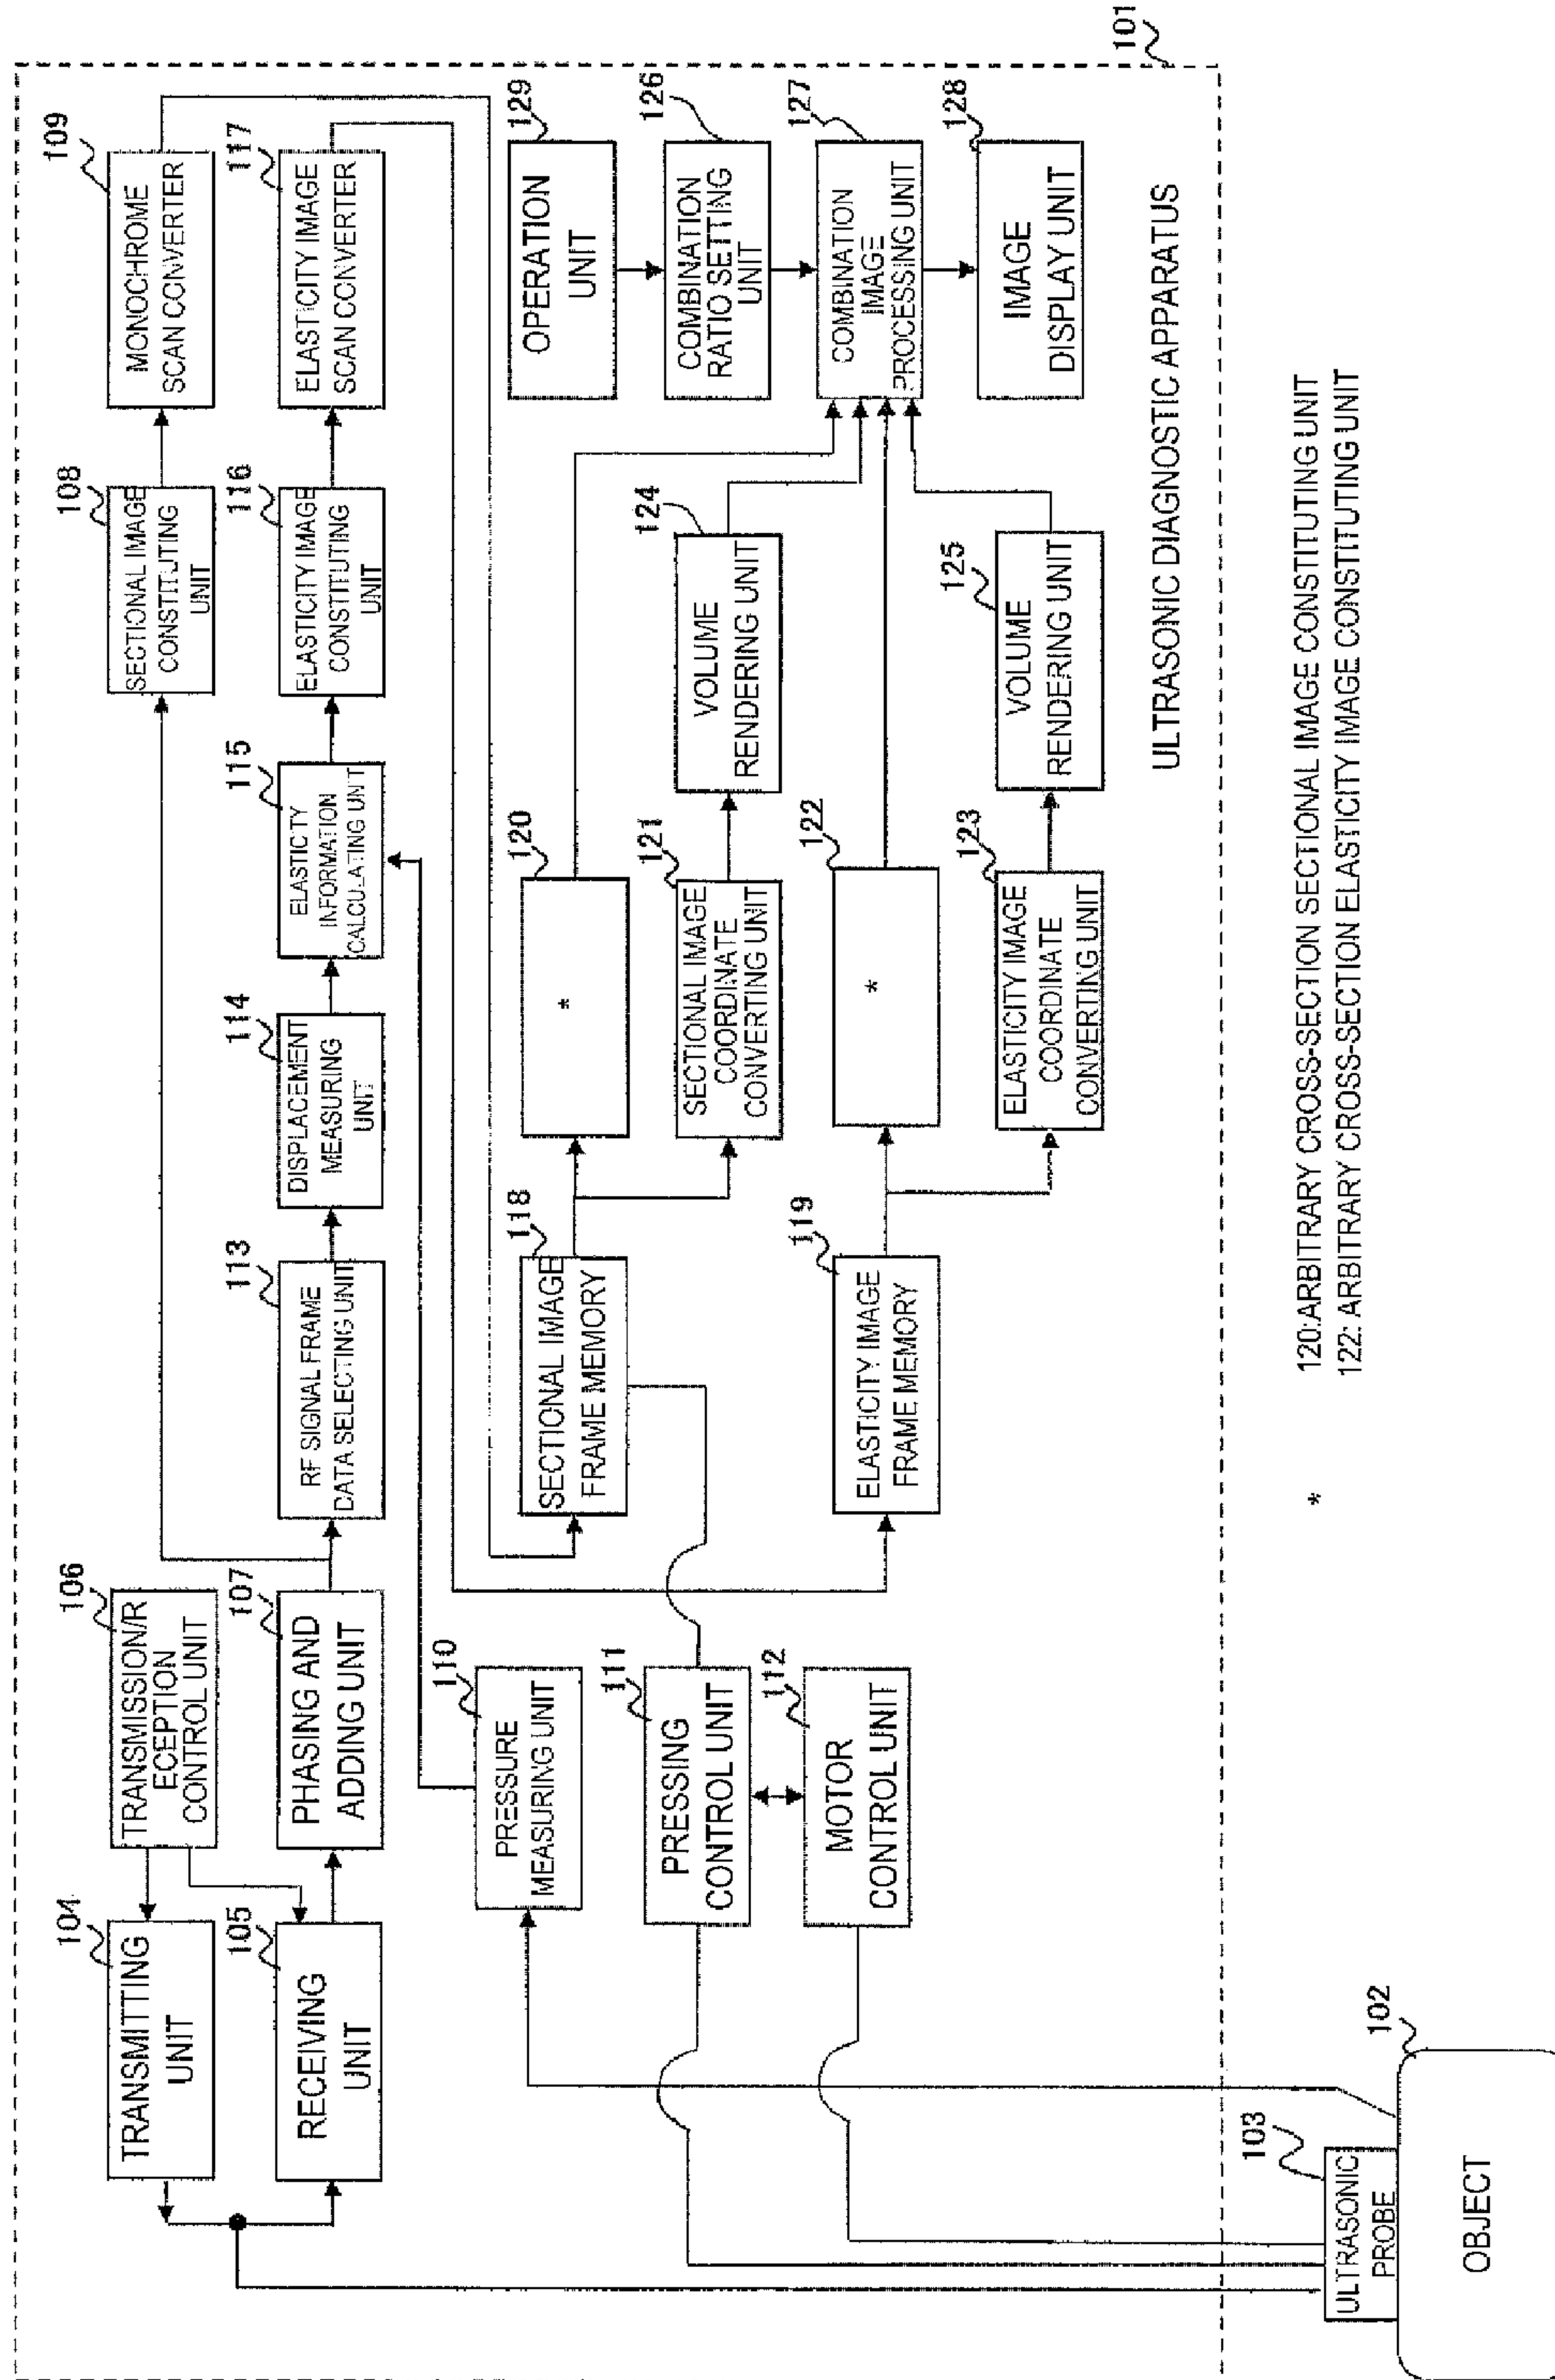 104
TRANSMITTING
UNIT
106
TRANSMISSION/R
ECEPTION
CONTROL UNIT
108
SECTIONAL IMAGE
CONSTITUTING
UNIT
109
MONOCHROME
SCAN CONVERTER
105
RECEIVING
UNIT
107
PHASING AND
ADDING UNIT
113
RF SIGNAL FRAME
DATA SELECTING UNIT
114
DISPLACEMENT
MEASURING
UNIT
115
ELASTICITY
INFORMATION
CALCULATING UNIT
116
ELASTICITY IMAGE
CONSTITUTING
UNIT
117
ELASTICITY IMAGE
SCAN CONVERTER
110
PRESSURE
MEASURING UNIT
118
SECTIONAL IMAGE
FRAME MEMORY
120
*
129
OPERATION
UNIT
111
PRESSING
CONTROL UNIT
121
SECTIONAL IMAGE
COORDINATE
CONVERTING UNIT
124
VOLUME
RENDERING UNIT
126
COMBINATION
RATIO SETTING
UNIT
112
MOTOR
CONTROL UNIT
119
ELASTICITY IMAGE
FRAME MEMORY
122
*
127
COMBINATION
IMAGE
PROCESSING UNIT
123
ELASTICITY IMAGE
COORDINATE
CONVERTING UNIT
125
VOLUME
RENDERING UNIT
128
IMAGE
DISPLAY UNIT
ULTRASONIC DIAGNOSTIC APPARATUS
101
103
ULTRASONIC
PROBE
102
OBJECT
*
120:ARBITRARY CROSS-SECTION SECTIONAL IMAGE CONSTITUTING UNIT
122: ARBITRARY CROSS-SECTION ELASTICITY IMAGE CONSTITUTING UNIT